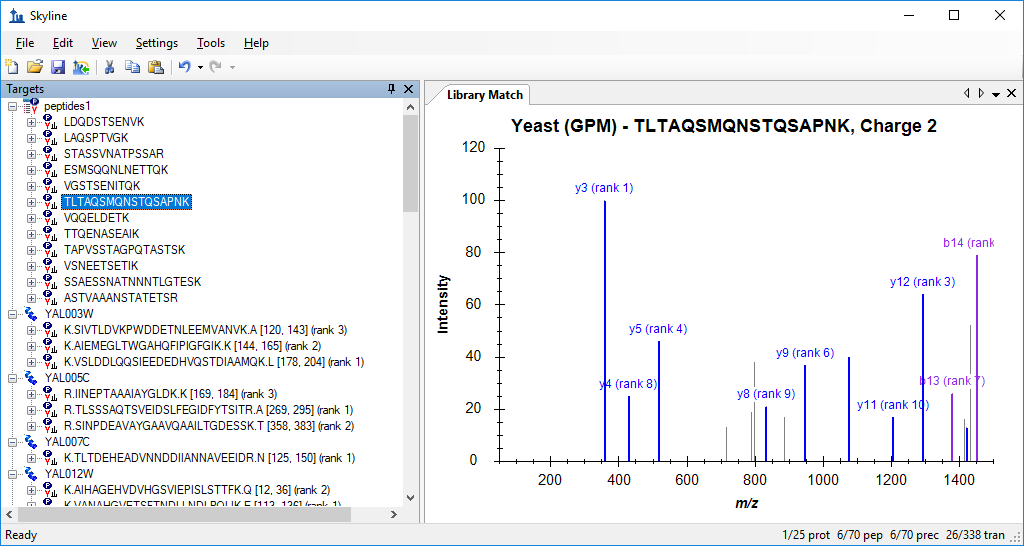 Skyline
File Edit View Settings Tools Help
Targets
peptides1
LDQDSTSENVK
LAQSPTVGK
STASSVNATPSSAR
ESMSQQNLNETTQK
VGSTSENITQK
TLTAQSMQNSTQSAPNK
VQQELDETK
TTQENASEAIK
TAPVSSTAGPQTASTSK
VSNEETSETIK
SSAESSNATNNNTLGTESK
ASTVAAANSTATETSR
YAL003W
K.SIVTLDVKPWDDETNLEEMVANVK.A [120, 143] (rank 3)
K.AIEMEGLTWGAHQFIPIGFGIK.K [144, 165] (rank 2)
K.VSLDDLQQSIEEDEDHVQSTDIAAMQK.L [178, 204] (rank 1)
YAL005C
R.IINEPTAAAIAYGLDK.K [169, 184] (rank 3)
R.TLSSSAQTSVEIDSLFEGIDFYTSITR.A [269, 295] (rank 1)
R.SINPDEAVAYGAAVQAAILTGDESSK.T [358, 383] (rank 2)
YAL007C
K.TLTDEHEADVNNDDIIANNAVEEIDR.N [125, 150] (rank 1)
YAL012W
K.AIHAGEHVDVHGSVIEPISLSTTFK.Q [12, 36] (rank 2)
Library Match
Yeast (GPM) - TLTAQSMQNSTQSAPNK, Charge 2
Intensity
120
100
80
60
40
20
0
y3 (rank 1)
b14 (rank
y12 (rank 3)
y5 (rank 4)
y9 (rank 6)
y4 (rank 8)
b13 (rank 7)
y8 (rank 9)
y11 (rank 10)
200 400 600 800 1000 1200 1400
m/z
Ready
1/25 prot 6/70 pep 6/70 prec 26/338 tran